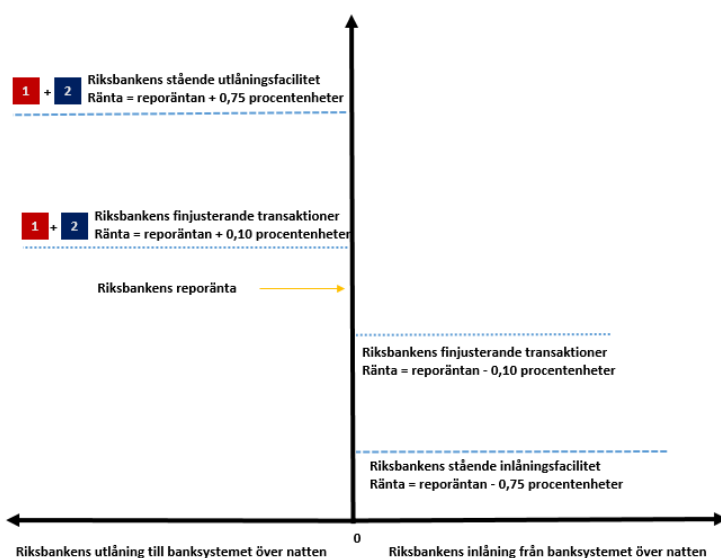 1 + 2 Riksbankens stående utlåningsfacilitet
Ränta = reporäntan + 0,75 procentenheter
1 + 2 Riksbankens finjusterande transaktioner
Ränta = reporäntan + 0,10 procentenheter
Riksbankens reporänta
Riksbankens finjusterande transaktioner
Ränta = reporäntan - 0,10 procentenheter
Riksbankens stående inlåningsfacilitet
Ränta = reporäntan - 0,75 procentenheter
0
Riksbankens utlåning till banksystemet över natten
Riksbankens inlåning från banksystemet över natten